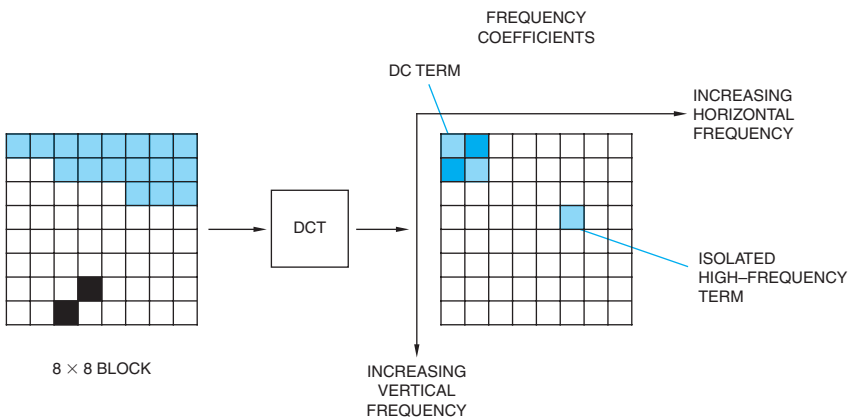 FREQUENCY
COEFFICIENTS
DC TERM
INCREASING
HORIZONTAL
FREQUENCY
DCT
ISOLATED
HIGH–FREQUENCY
TERM
8 × 8 BLOCK
INCREASING
VERTICAL
FREQUENCY